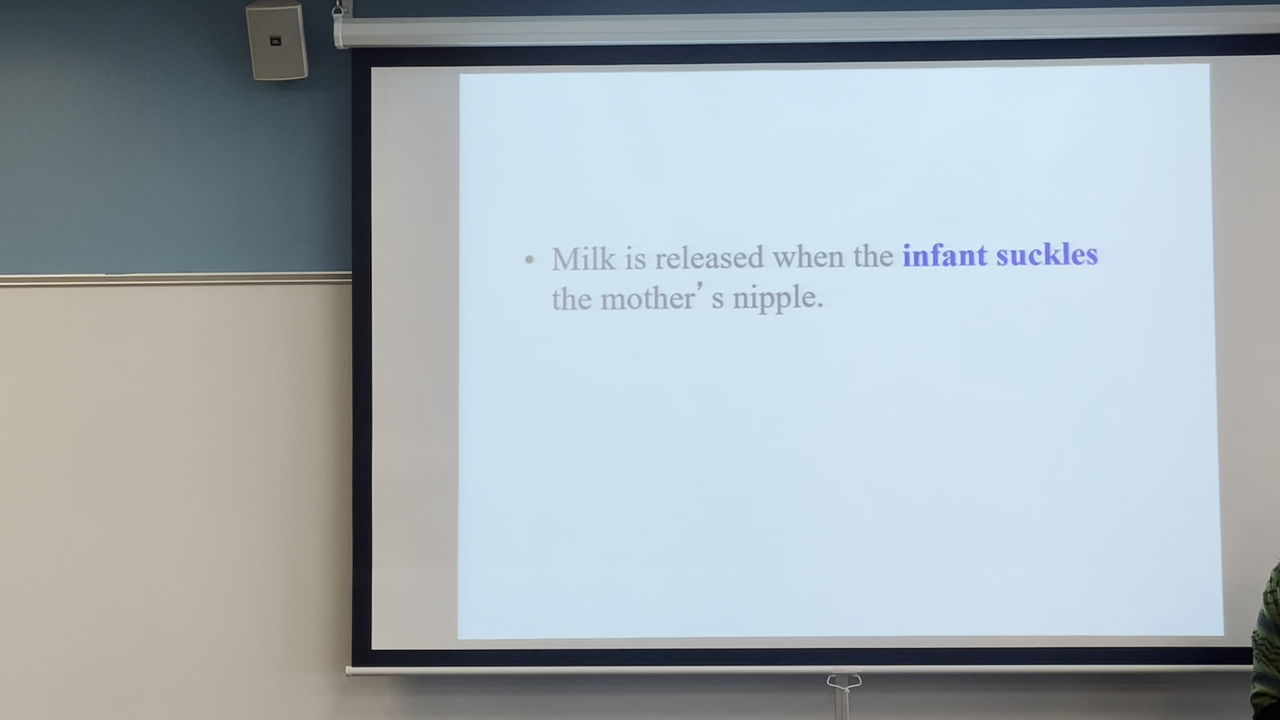 • Milk is released when the infant suckles
the mother’s nipple.